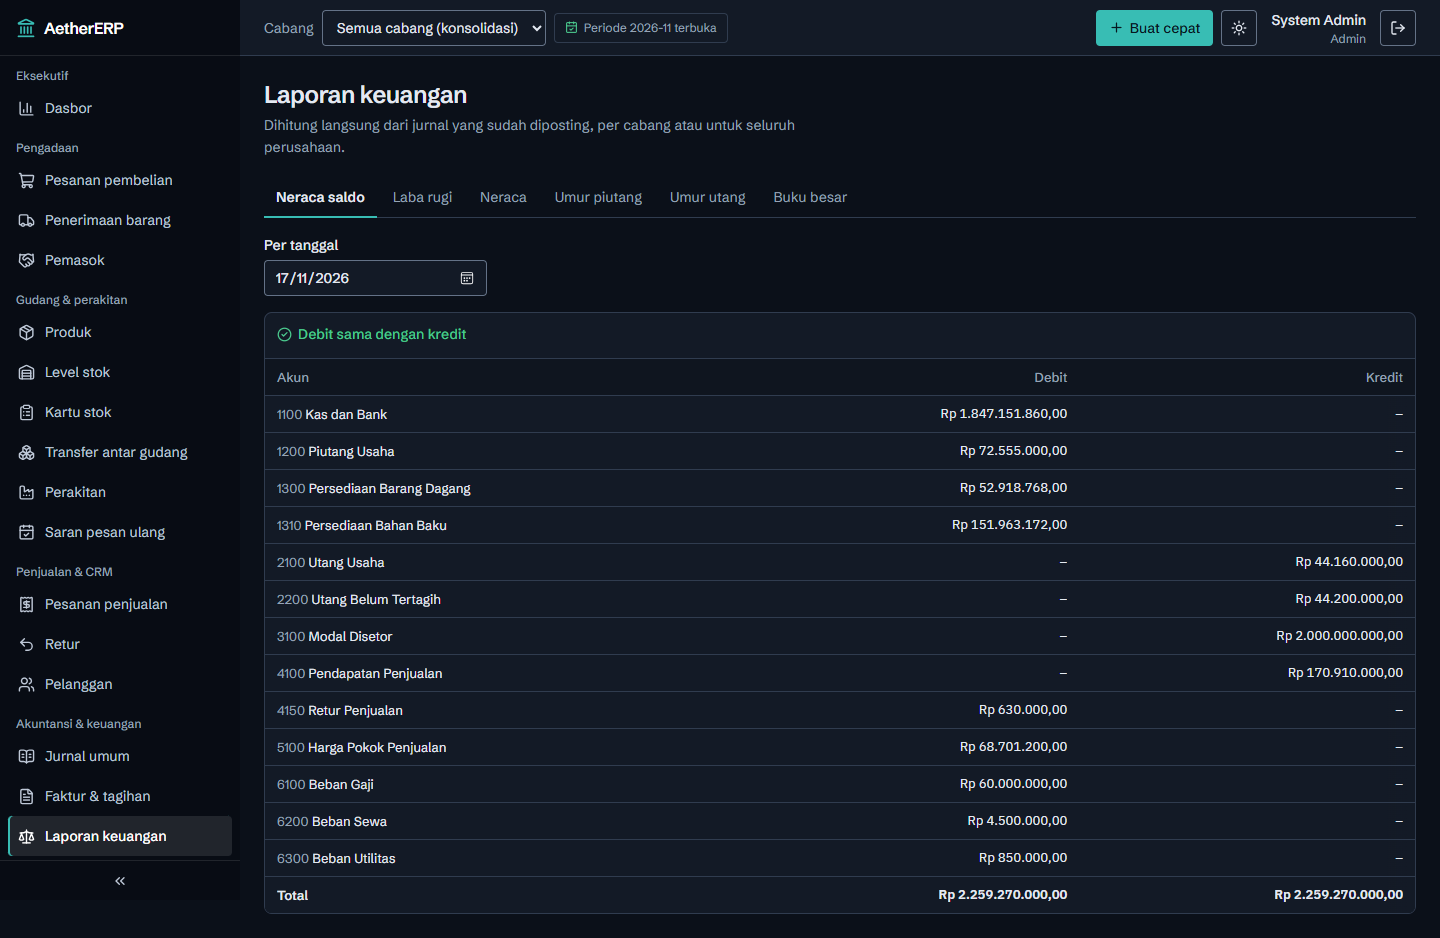 AetherERP
Cabang Semua cabang (konsolidasi) Periode 2026-11 terbuka
+ Buat cepat
System Admin
Admin
Eksekutif
Dasbor
Pengadaan
Pesanan pembelian
Penerimaan barang
Pemasok
Gudang & perakitan
Produk
Level stok
Kartu stok
Transfer antar gudang
Perakitan
Saran pesan ulang
Penjualan & CRM
Pesanan penjualan
Retur
Pelanggan
Akuntansi & keuangan
Jurnal umum
Faktur & tagihan
Laporan keuangan
«
Laporan keuangan
Dihitung langsung dari jurnal yang sudah diposting, per cabang atau untuk seluruh
perusahaan.
Neraca saldo Laba rugi Neraca Umur piutang Umur utang Buku besar
Per tanggal
17/11/2026
Debit sama dengan kredit
Akun Debit Kredit
1100 Kas dan Bank Rp 1.847.151.860,00 –
1200 Piutang Usaha Rp 72.555.000,00 –
1300 Persediaan Barang Dagang Rp 52.918.768,00 –
1310 Persediaan Bahan Baku Rp 151.963.172,00 –
2100 Utang Usaha – Rp 44.160.000,00
2200 Utang Belum Tertagih – Rp 44.200.000,00
3100 Modal Disetor – Rp 2.000.000.000,00
4100 Pendapatan Penjualan – Rp 170.910.000,00
4150 Retur Penjualan Rp 630.000,00 –
5100 Harga Pokok Penjualan Rp 68.701.200,00 –
6100 Beban Gaji Rp 60.000.000,00 –
6200 Beban Sewa Rp 4.500.000,00 –
6300 Beban Utilitas Rp 850.000,00 –
Total Rp 2.259.270.000,00 Rp 2.259.270.000,00